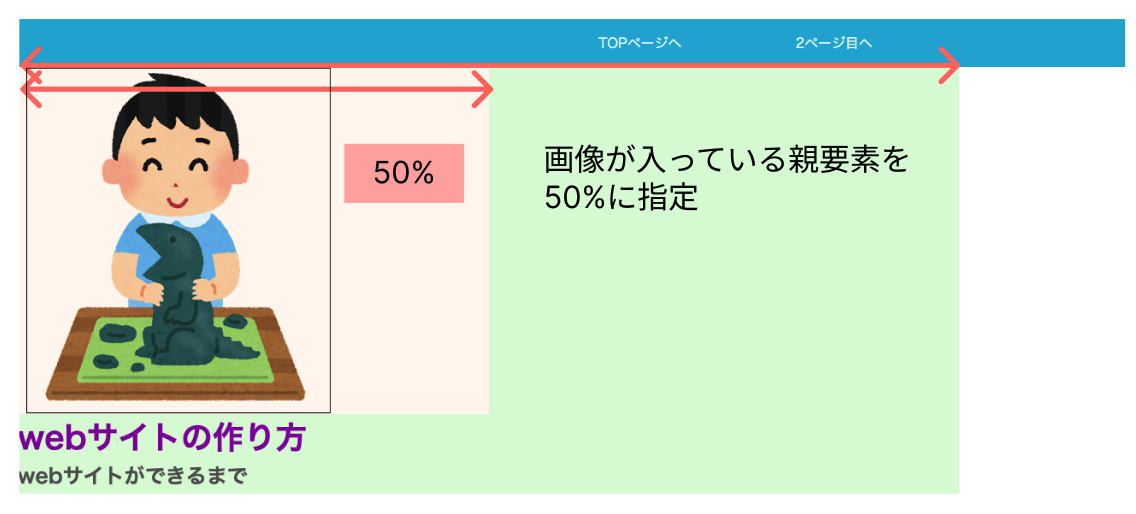 TOPページへ
2ページ目へ
50%
画像が入っている親要素を
50%に指定
webサイトの作り方
webサイトができるまで